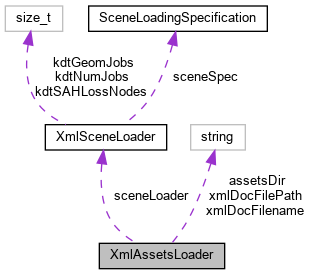 size_t
SceneLoadingSpecification
kdtGeomJobs
kdtNumJobs
kdtSAHLossNodes
sceneSpec
XmlSceneLoader
string
sceneLoader
assetsDir
xmlDocFilePath
xmlDocFilename
XmlAssetsLoader